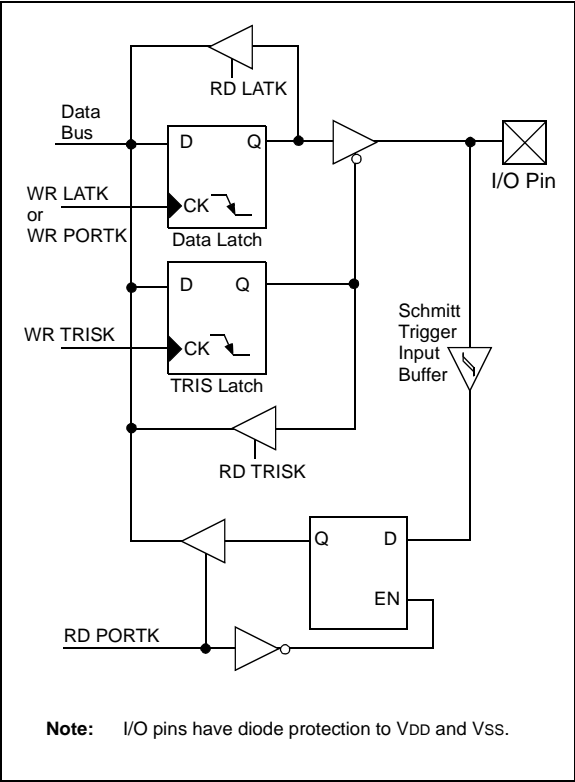 RD LATK
Data
Bus
D
Q
I/O Pin
WR LATK
or
WR PORTK
CK
Data Latch
D
Q
WR TRISK
CK
TRIS Latch
Schmitt
Trigger
Input
Buffer
RD TRISK
Q
D
EN
RD PORTK
Note: I/O pins have diode protection to VDD and VSS.